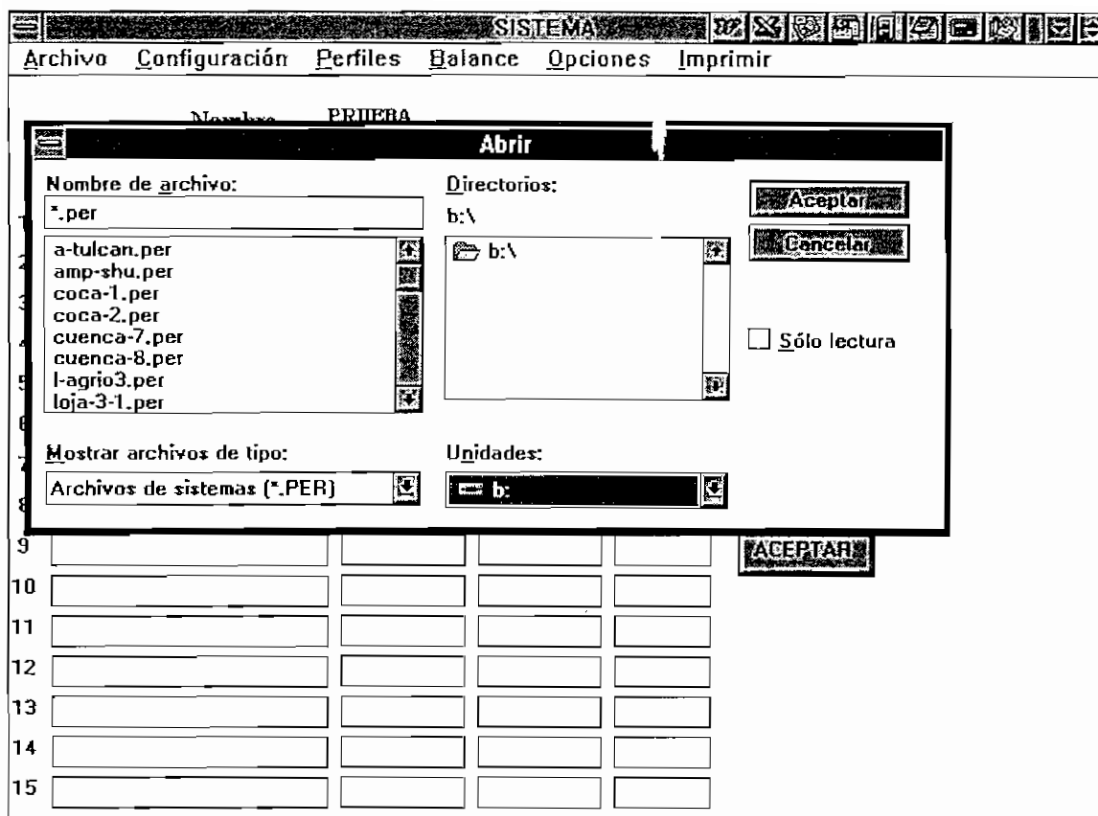 SISTEMA
Archivo Configuración Perfiles Balance Opciones Imprimir
Nombre PRUEBA
Abrir
Nombre de archivo:
*.per
a-tulcan.per
amp-shu.per
coca-1.per
coca-2.per
cuenca-7.per
cuenca-8.per
l-agrio3.per
loja-3-1.per
Mostrar archivos de tipo:
Archivos de sistemas (*.PER)
Directorios:
b:\
b:\
Unidades:
b:
Aceptar
Cancelar
Sólo lectura
9
ACEPTAR
10
11
12
13
14
15